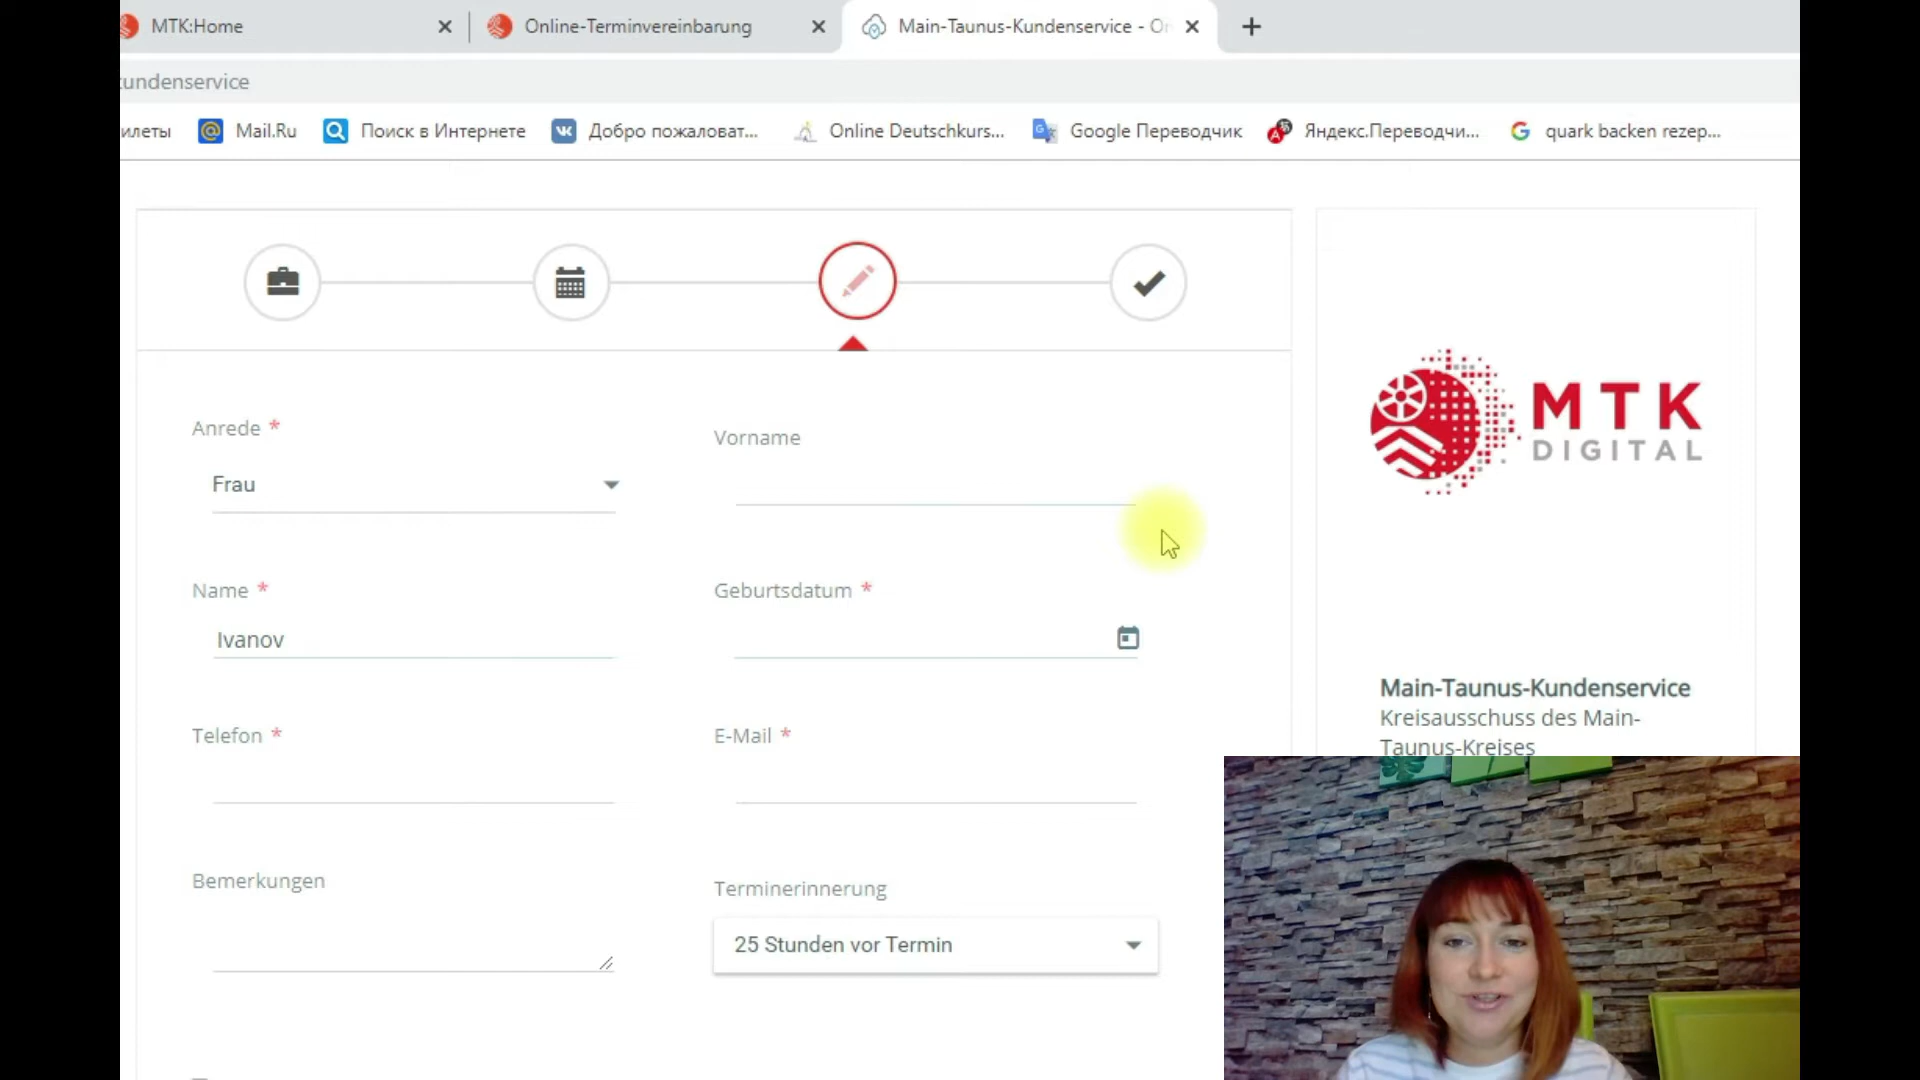 MTK:Home
Online-Terminvereinbarung
Main-Taunus-Kundenservice - On
kundenservice
илеты
Mail.Ru
Поиск в Интернете
Добро пожаловат...
Online Deutschkurs...
Google Переводчик
Яндекс.Переводчи...
quark backen rezep...
Anrede *
Frau
Vorname
Name *
Ivanov
Geburtsdatum *
Telefon *
E-Mail *
Bemerkungen
Terminerinnerung
25 Stunden vor Termin
MTK
DIGITAL
Main-Taunus-Kundenservice
Kreisausschuss des Main-
Taunus-Kreises